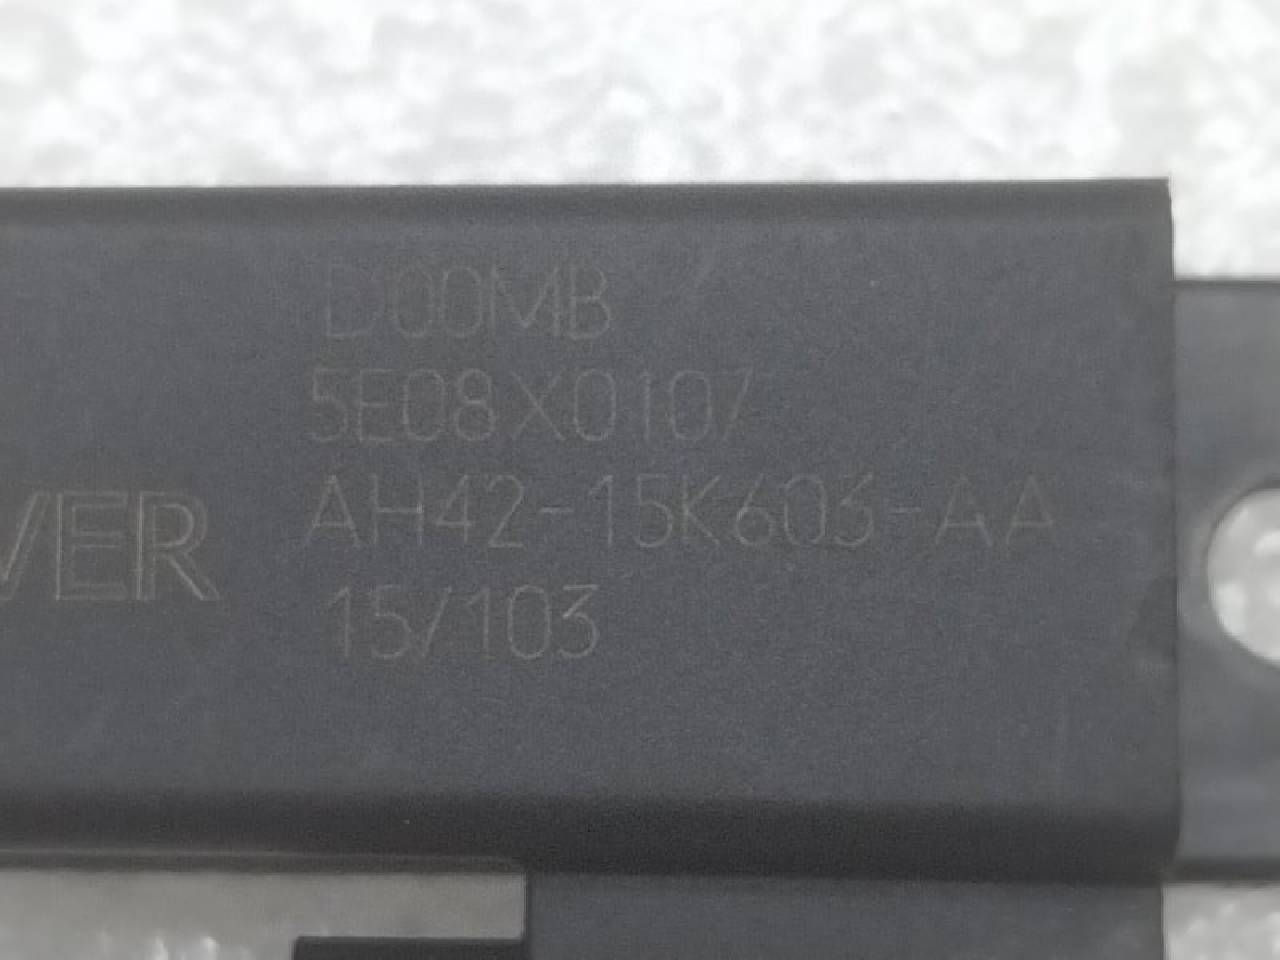 D00MB
5E08X0107
VER
AH42-15K603-AA
15/103